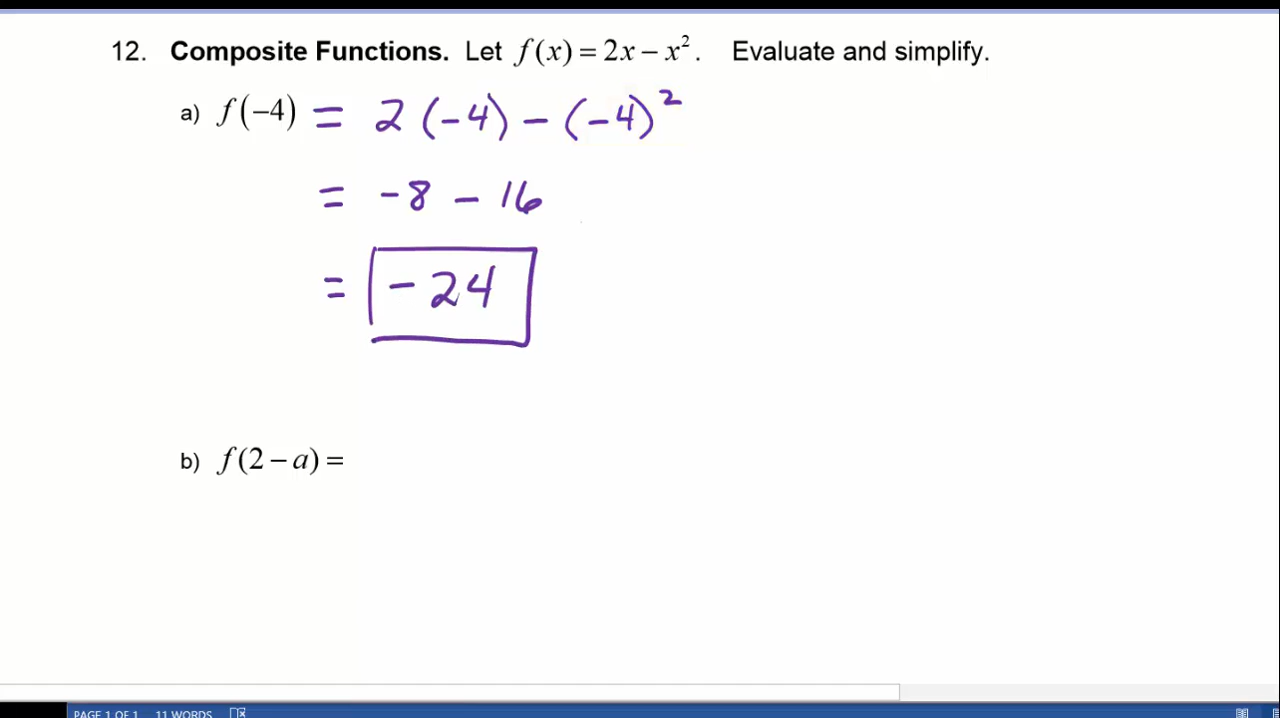 12. Composite Functions. Let f(x) = 2x − x². Evaluate and simplify.
a) f(−4) = 2(−4) − (−4)²
= −8 − 16
= −24
b) f(2 − a) =
PAGE 1 OF 1 11 WORDS